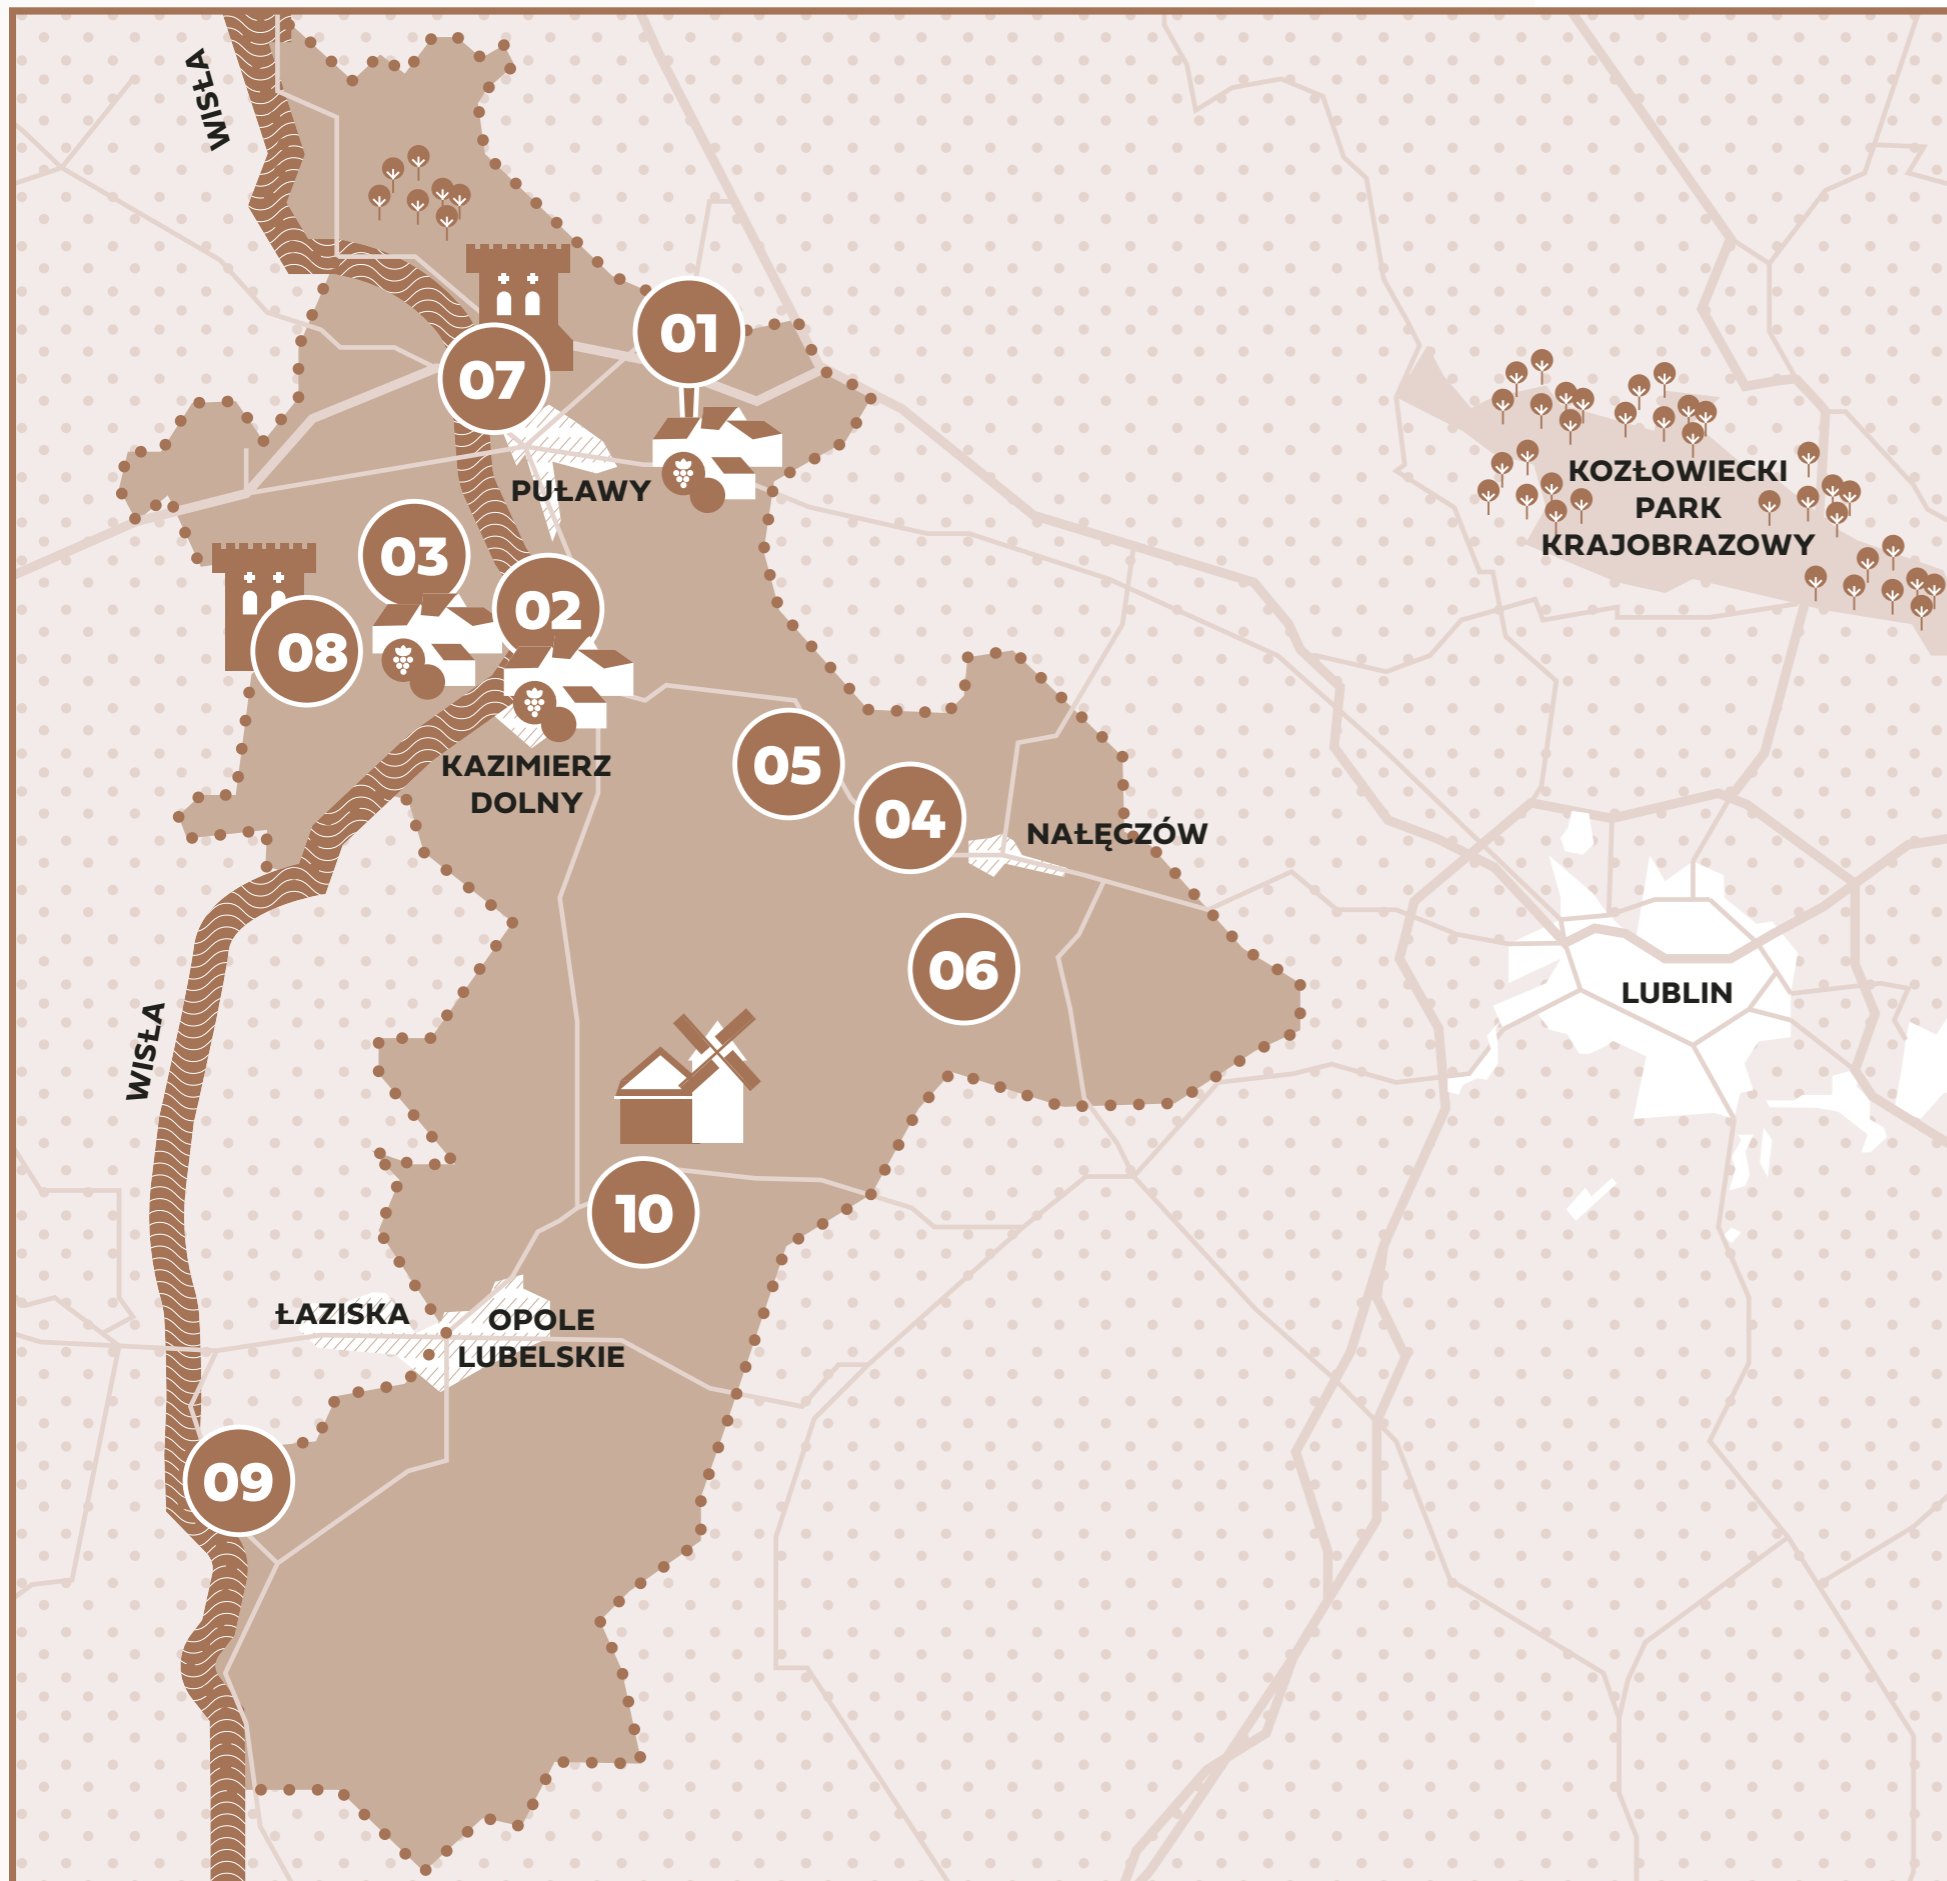 WISŁA
01
07
PUŁAWY
KOZŁOWIECKI
PARK
KRAJOBRAZOWY
03
02
08
KAZIMIERZ
DOLNY
05
04
NAŁĘCZÓW
06
LUBLIN
WISŁA
10
ŁAZISKA
OPOLE
LUBELSKIE
09